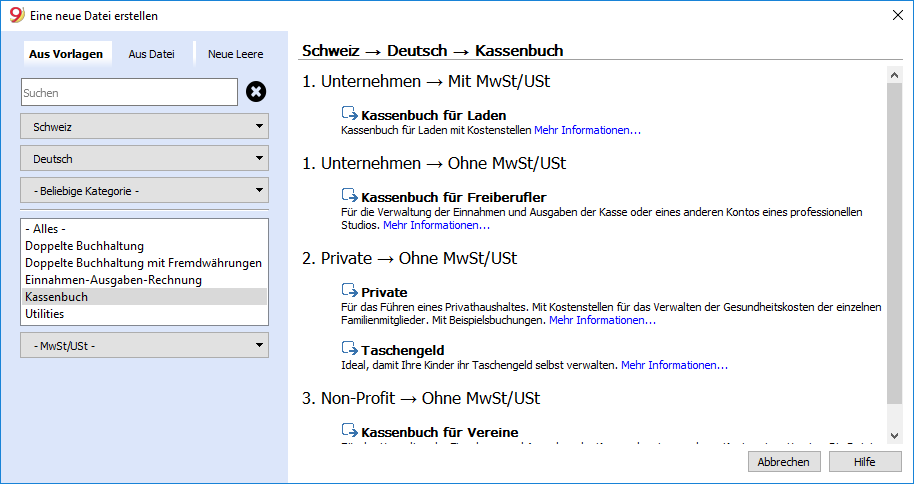 Eine neue Datei erstellen
Aus Vorlagen
Aus Datei
Neue Leere
Suchen
Schweiz
Deutsch
- Beliebige Kategorie -
- Alles -
Doppelte Buchhaltung
Doppelte Buchhaltung mit Fremdwährungen
Einnahmen-Ausgaben-Rechnung
Kassenbuch
Utilities
- MwSt/USt -
Schweiz → Deutsch → Kassenbuch
1. Unternehmen → Mit MwSt/USt
Kassenbuch für Laden
Kassenbuch für Laden mit Kostenstellen Mehr Informationen...
1. Unternehmen → Ohne MwSt/USt
Kassenbuch für Freiberufler
Für die Verwaltung der Einnahmen und Ausgaben der Kasse oder eines anderen Kontos eines professionellen
Studios. Mehr Informationen...
2. Private → Ohne MwSt/USt
Private
Für das Führen eines Privathaushaltes. Mit Kostenstellen für das Verwalten der Gesundheitskosten der einzelnen
Familienmitglieder. Mit Beispielsbuchungen. Mehr Informationen...
Taschengeld
Ideal, damit Ihre Kinder ihr Taschengeld selbst verwalten. Mehr Informationen...
3. Non-Profit → Ohne MwSt/USt
Kassenbuch für Vereine
Abbrechen
Hilfe